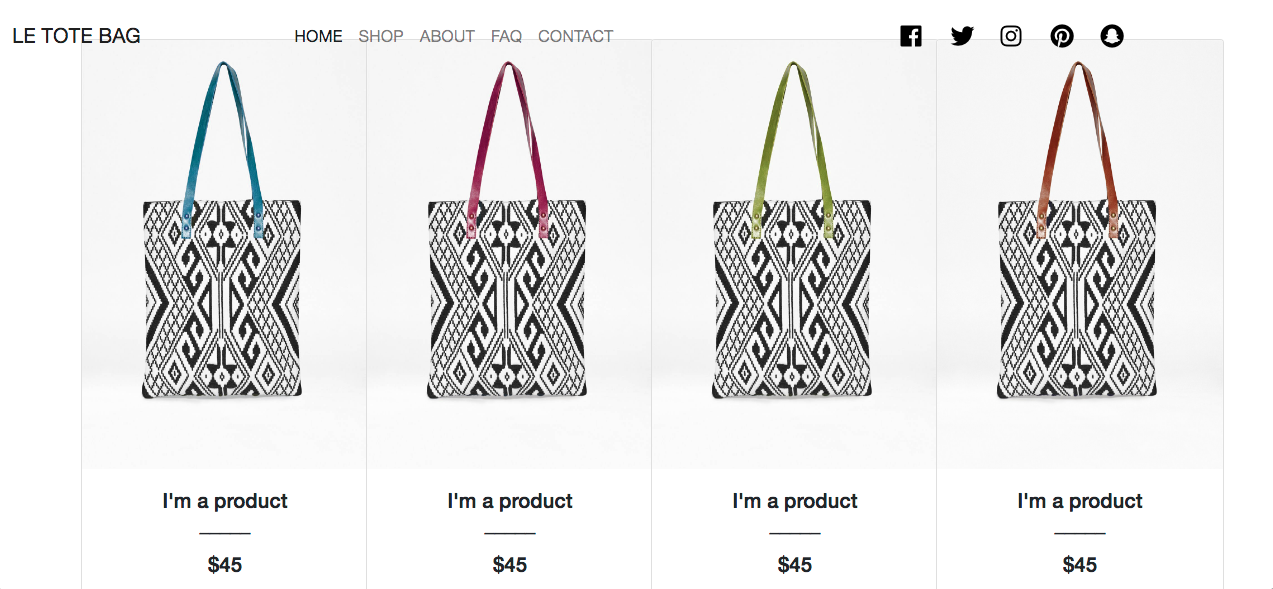 LE TOTE BAG HOME SHOP ABOUT FAQ CONTACT
I'm a product I'm a product I'm a product I'm a product
$45 $45 $45 $45